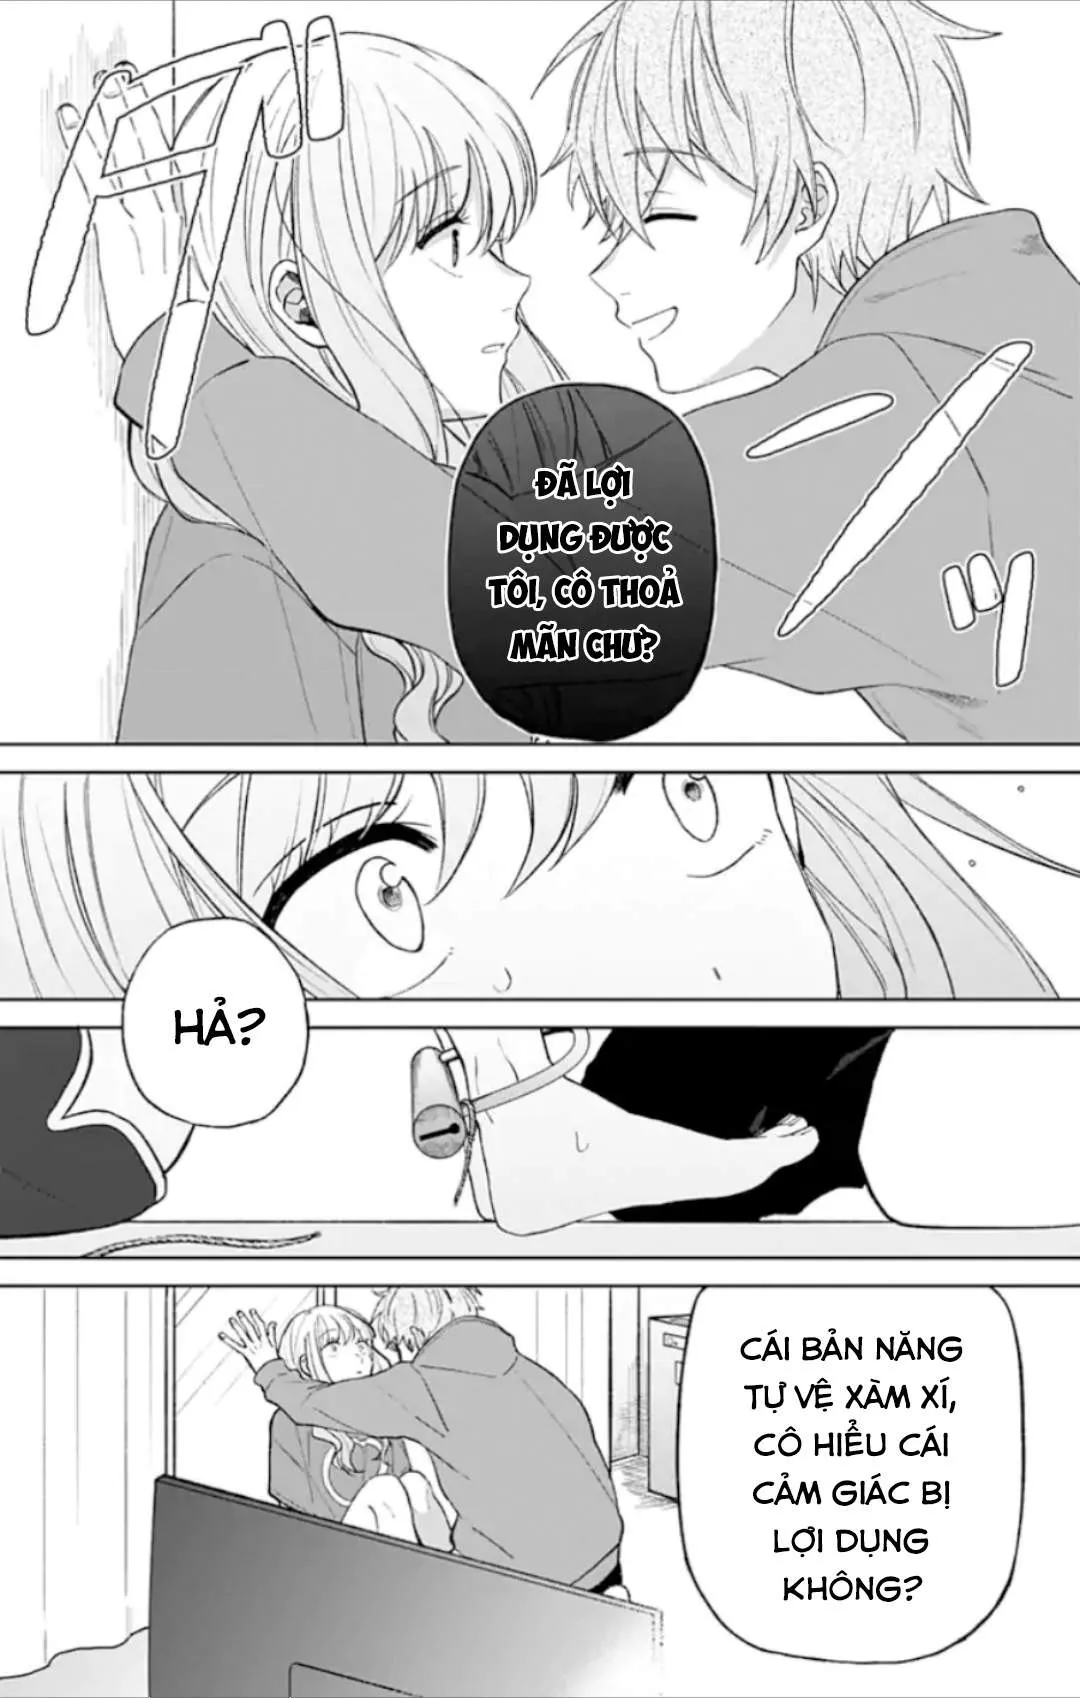 ĐÃ LỢI
DỤNG ĐƯỢC
TÔI, CÔ THOẢ
MÃN CHƯ?
HẢ?
CÁI BẢN NĂNG
TỰ VỆ XÀM XÍ,
CÔ HIỂU CÁI
CẢM GIÁC BỊ
LỢI DỤNG
KHÔNG?